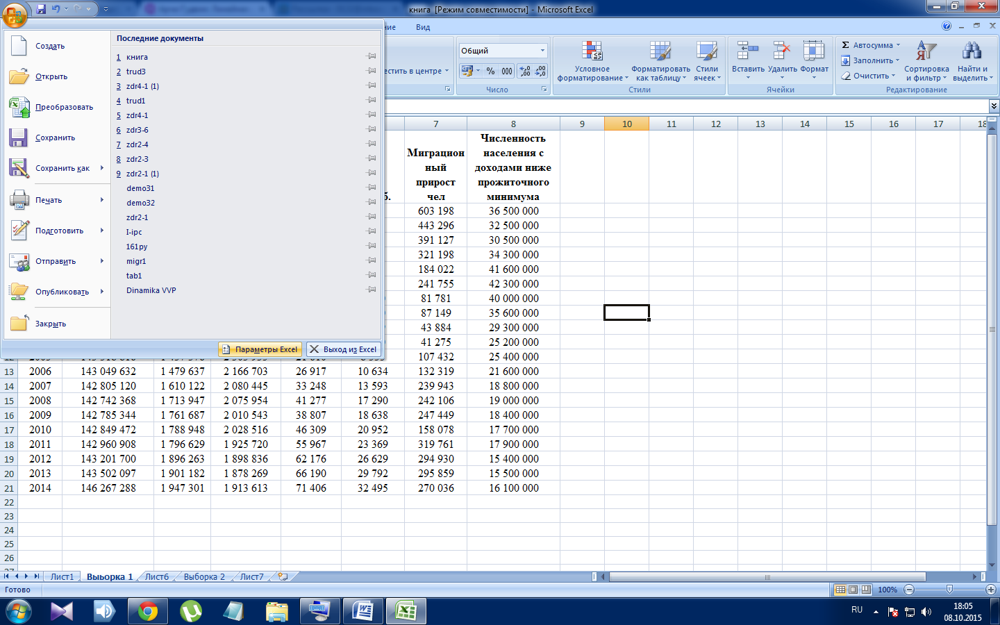 книга  [Режим совместимости] - Microsoft Excel
ние Вид
Создать
Открыть
Преобразовать
Сохранить
Сохранить как
Печать
Подготовить
Отправить
Опубликовать
Закрыть
Последние документы
1 книга
2 trud3
3 zdr4-1 (1)
4 trud1
5 zdr4-1
6 zdr3-6
7 zdr2-4
8 zdr2-3
9 zdr2-1 (1)
demo31
demo32
zdr2-1
I-ipc
161py
migr1
tab1
Dinamika VVP
Параметры Excel Выход из Excel
естить в центре
Общий
% 000
Число
Условное форматирование
Форматировать как таблицу
Стили ячеек
Стили
Вставить Удалить Формат
Ячейки
Σ Автосумма
Заполнить
Очистить
Сортировка и фильтр
Найти и выделить
Редактирование
7 8 9 10 11 12 13 14 15 16 17 18
б.
Миграцион
ный
прирост
чел
Численность
населения с
доходами ниже
прожиточного
минимума
603 198 36 500 000
443 296 32 500 000
391 127 30 500 000
321 198 34 300 000
184 022 41 600 000
241 755 42 300 000
81 781 40 000 000
87 149 35 600 000
43 884 29 300 000
41 275 25 200 000
107 432 25 400 000
13 2006 143 049 632 1 479 637 2 166 703 26 917 10 634 132 319 21 600 000
14 2007 142 805 120 1 610 122 2 080 445 33 248 13 593 239 943 18 800 000
15 2008 142 742 368 1 713 947 2 075 954 41 277 17 290 242 106 19 000 000
16 2009 142 785 344 1 761 687 2 010 543 38 807 18 638 247 449 18 400 000
17 2010 142 849 472 1 788 948 2 028 516 46 309 20 952 158 078 17 700 000
18 2011 142 960 908 1 796 629 1 925 720 55 967 23 369 319 761 17 900 000
19 2012 143 201 700 1 896 263 1 898 836 62 176 26 629 294 930 15 400 000
20 2013 143 502 097 1 901 182 1 878 269 66 190 29 792 295 859 15 500 000
21 2014 146 267 288 1 947 301 1 913 613 71 406 32 495 270 036 16 100 000
22
23
24
25
26
Лист1 Выьорка 1 Лист6 Выборка 2 Лист7
Готово 100%
RU 18:05
08.10.2015